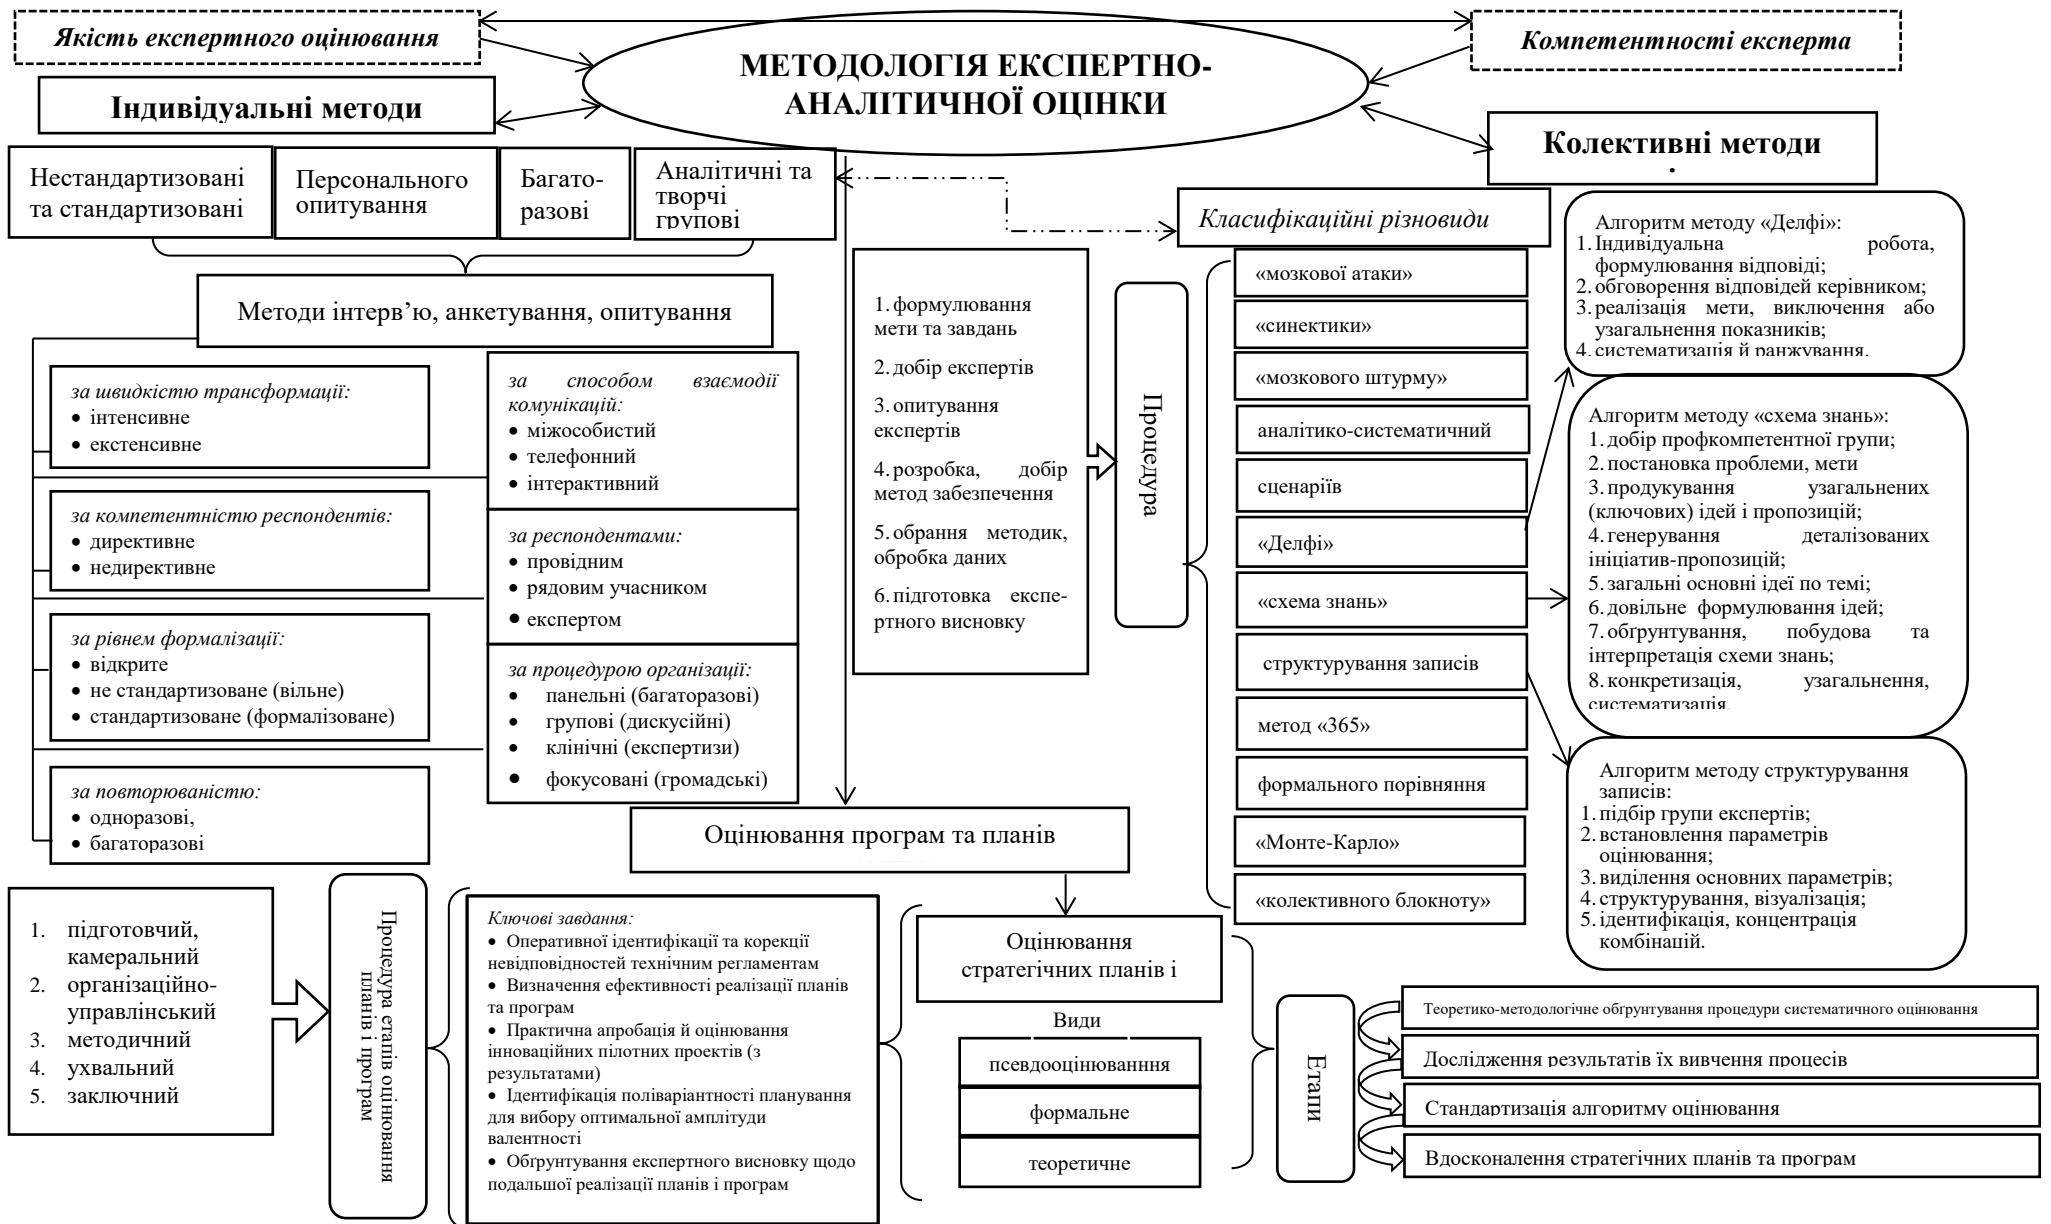 Якість експертного оцінювання
МЕТОДОЛОГІЯ ЕКСПЕРТНО-
АНАЛІТИЧНОЇ ОЦІНКИ
Компетентності експерта
Індивідуальні методи
Колективні методи
Нестандартизовані
та стандартизовані
Персонального
опитування
Багато-
разові
Аналітичні та
творчі
групові
Методи інтерв’ю, анкетування, опитування
за швидкістю трансформації:
• інтенсивне
• екстенсивне
за компетентністю респондентів:
• директивне
• недирективне
за рівнем формалізації:
• відкрите
• не стандартизоване (вільне)
• стандартизоване (формалізоване)
за повторюваністю:
• одноразові,
• багаторазові
за способом взаємодії
комунікацій:
• міжособистий
• телефонний
• інтерактивний
за респондентами:
• провідним
• рядовим учасником
• експертом
за процедурою організації:
• панельні (багаторазові)
• групові (дискусійні)
• клінічні (експертизи)
• фокусовані (громадські)
1. формулювання
мети та завдань
2. добір експертів
3. опитування
експертів
4. розробка, добір
метод забезпечення
5. обрання методик,
обробка даних
6. підготовка експе-
ртного висновку
Процедура
Класифікаційні різновиди
«мозкової атаки»
«синектики»
«мозкового штурму»
аналітико-систематичний
сценаріїв
«Делфі»
«схема знань»
структурування записів
метод «365»
формального порівняння
«Монте-Карло»
«колективного блокноту»
Алгоритм методу «Делфі»:
1. Індивідуальна робота,
формулювання відповіді;
2. обговорення відповідей керівником;
3. реалізація мети, виключення або
узагальнення показників;
4. систематизація й ранжування.
Алгоритм методу «схема знань»:
1. добір профкомпетентної групи;
2. постановка проблеми, мети
3. продукування узагальнених
(ключових) ідей і пропозицій;
4. генерування деталізованих
ініціатив-пропозицій;
5. загальні основні ідеї по темі;
6. довільне формулювання ідей;
7. обґрунтування, побудова та
інтерпретація схеми знань;
8. конкретизація, узагальнення,
систематизація.
Алгоритм методу структурування
записів:
1. підбір групи експертів;
2. встановлення параметрів
оцінювання;
3. виділення основних параметрів;
4. структурування, візуалізація;
5. ідентифікація, концентрація
комбінацій.
Оцінювання програм та планів
1. підготовчий,
камеральний
2. організаційно-
управлінський
3. методичний
4. ухвальний
5. заключний
Процедура етапів оцінювання
планів і програм
Ключові завдання:
• Оперативної ідентифікації та корекції
невідповідностей технічним регламентам
• Визначення ефективності реалізації планів
та програм
• Практична апробація й оцінювання
інноваційних пілотних проектів (з
результатами)
• Ідентифікація поліваріантності планування
для вибору оптимальної амплітуди
валентності
• Обґрунтування експертного висновку щодо
подальшої реалізації планів і програм
Оцінювання
стратегічних планів і
Види
псевдооцінюванння
формальне
теоретичне
Етапи
Теоретико-методологічне обґрунтування процедури систематичного оцінювання
Дослідження результатів їх вивчення процесів
Стандартизація алгоритму оцінювання
Вдосконалення стратегічних планів та програм